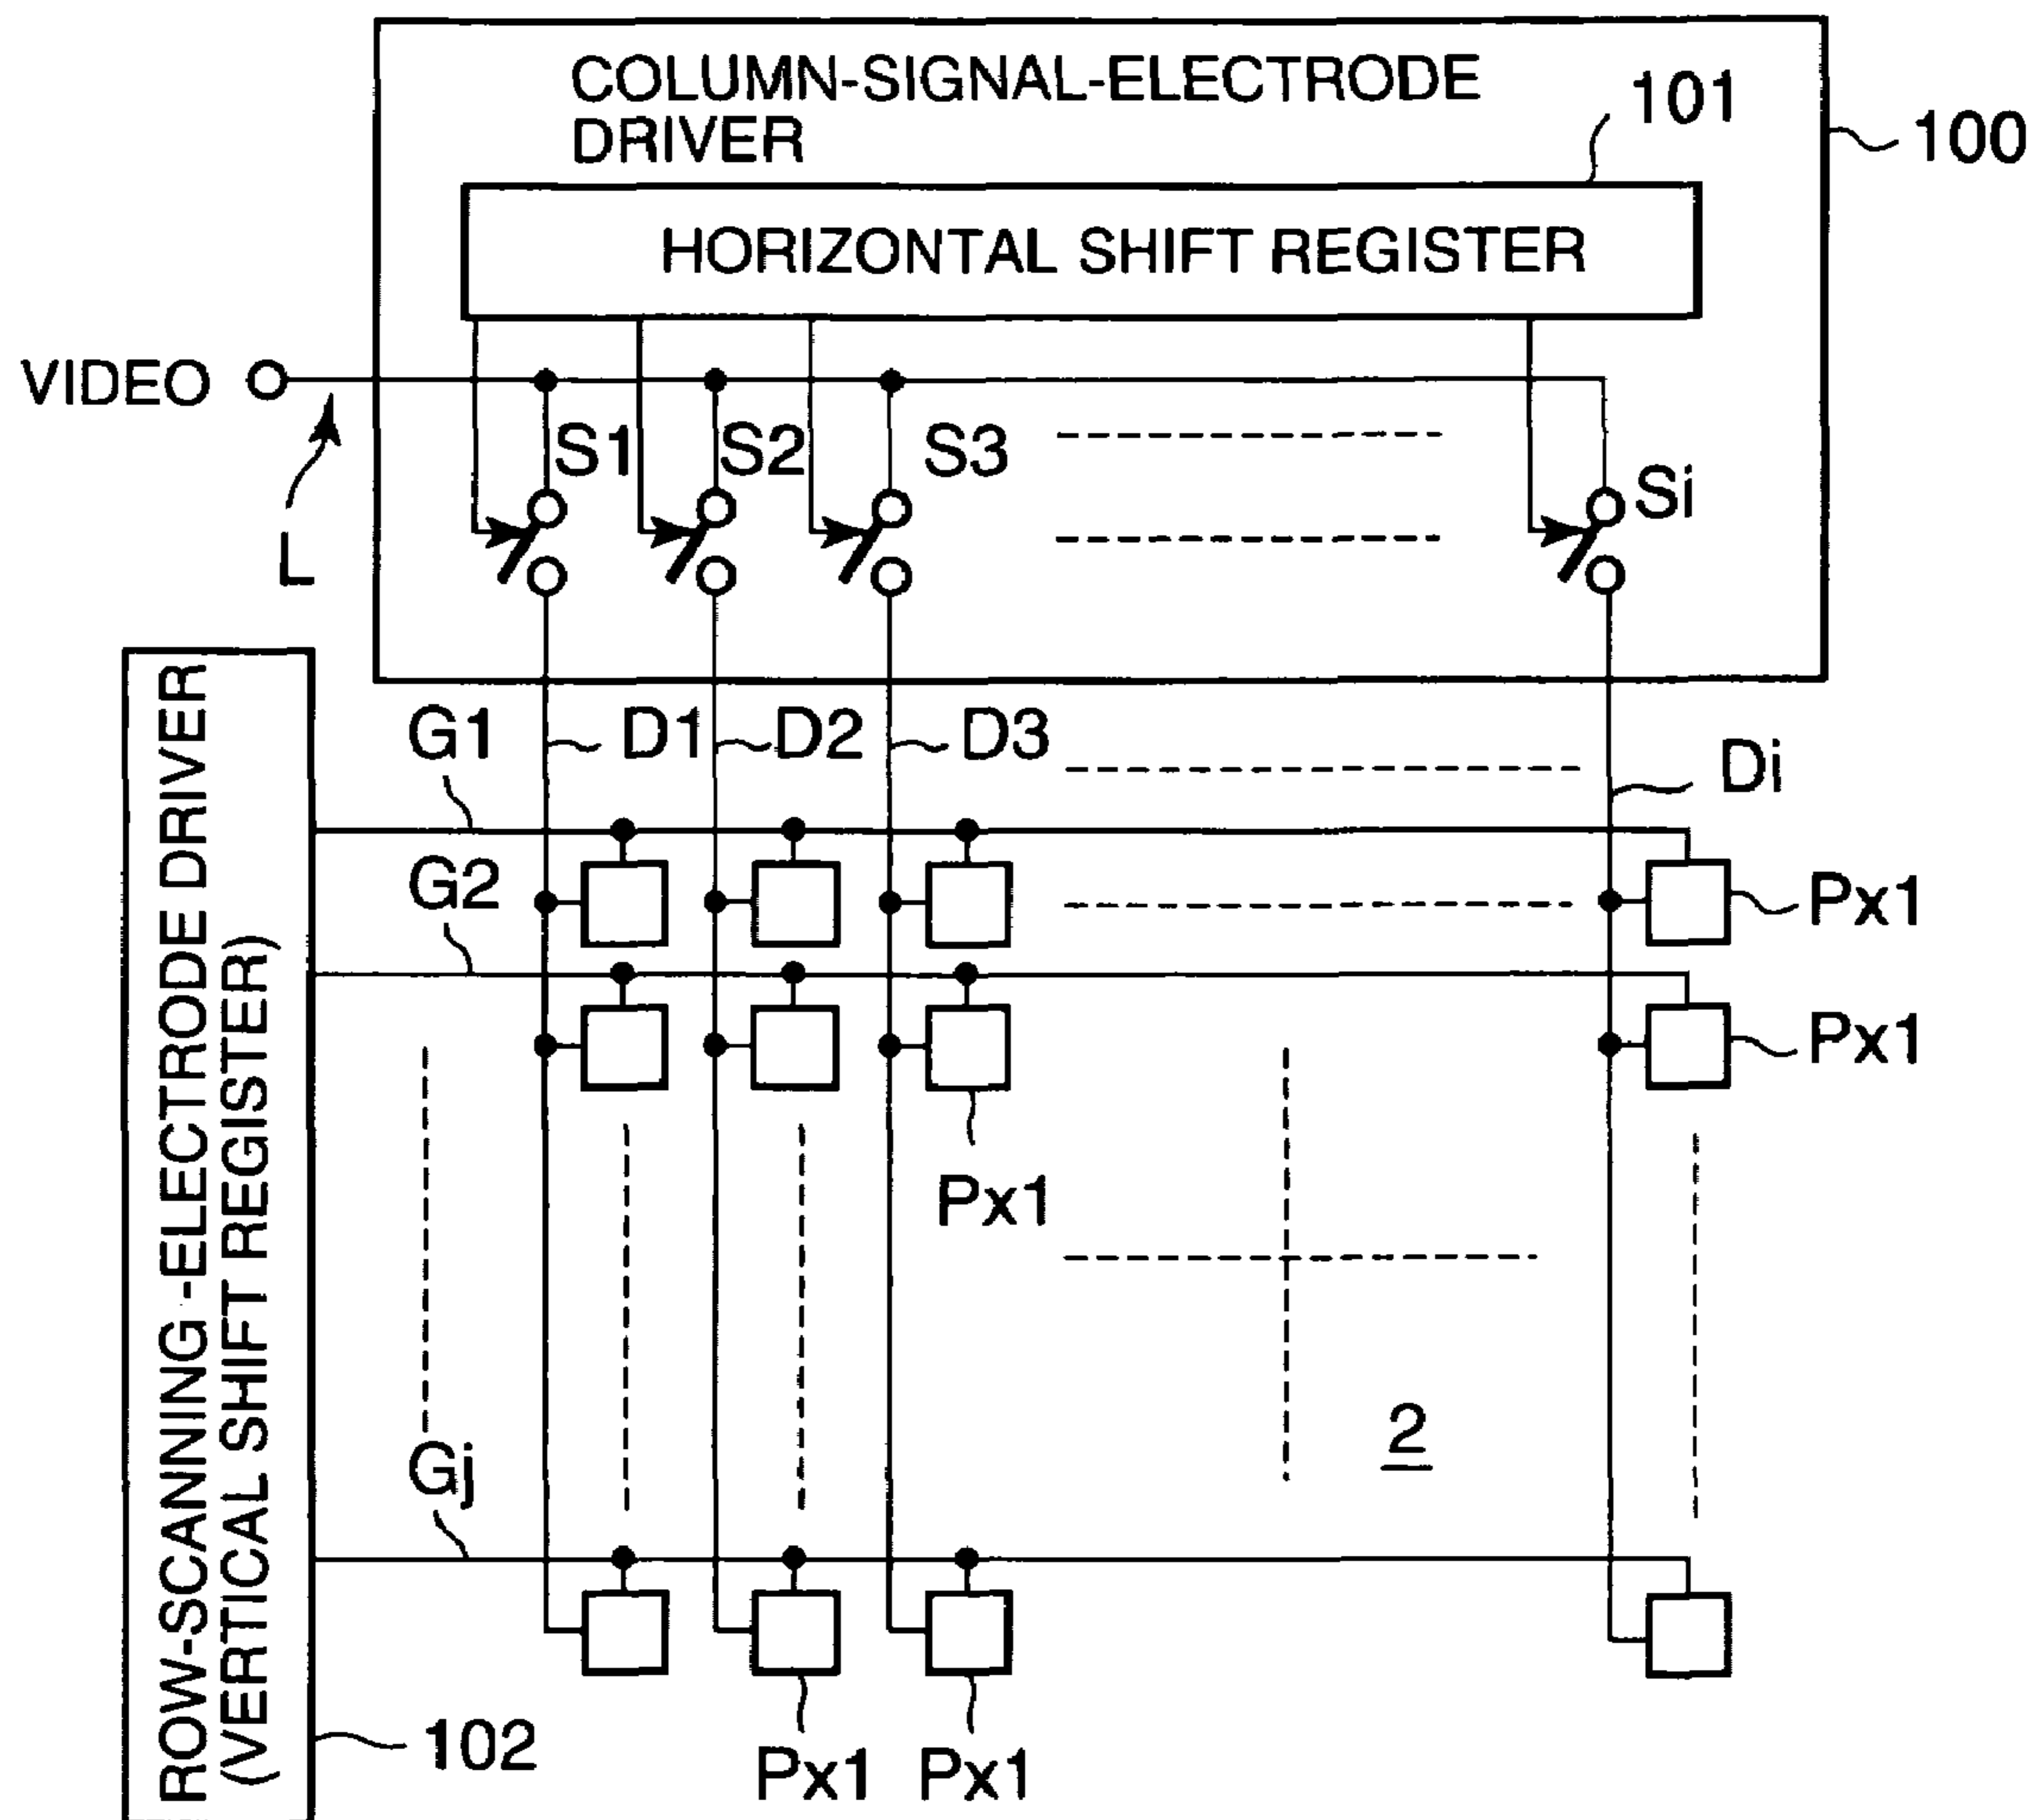 COLUMN-SIGNAL-ELECTRODE
DRIVER
101
100
HORIZONTAL SHIFT REGISTER
VIDEO
L
S1
S2
S3
Si
ROW-SCANNING-ELECTRODE DRIVER
(VERTICAL SHIFT REGISTER)
G1
D1
D2
D3
Di
G2
Px1
Px1
Px1
2
Gj
102
Px1
Px1